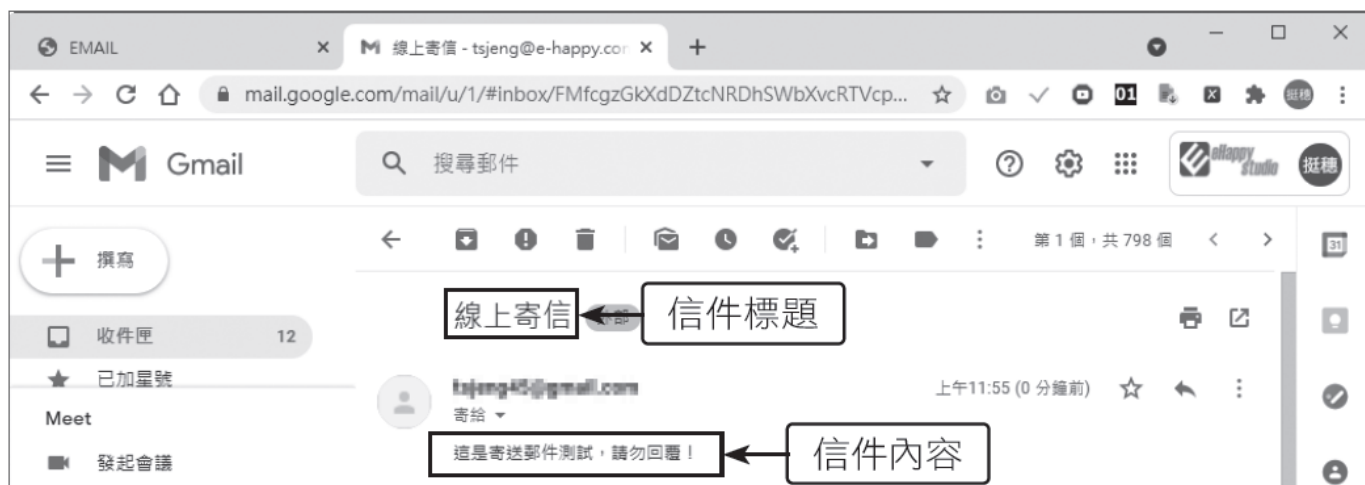 EMAIL
線上寄信 - tsjeng@e-happy.cor
mail.google.com/mail/u/1/#inbox/FMfcgzGkXdDZtcNRDhSWbXvcRTVcp...
01
挺穗
Gmail
搜尋郵件
eHappy
Studio
挺穗
撰寫
第 1 個,共 798 個
31
線上寄信
信件標題
收件匣 12
已加星號
上午11:55 (0 分鐘前)
Meet
寄給
這是寄送郵件測試,請勿回覆!
信件內容
發起會議